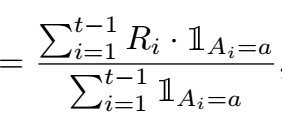 = \frac{\sum_{i=1}^{t-1} R_i \cdot \mathbb{1}_{A_i=a}}{\sum_{i=1}^{t-1} \mathbb{1}_{A_i=a}},